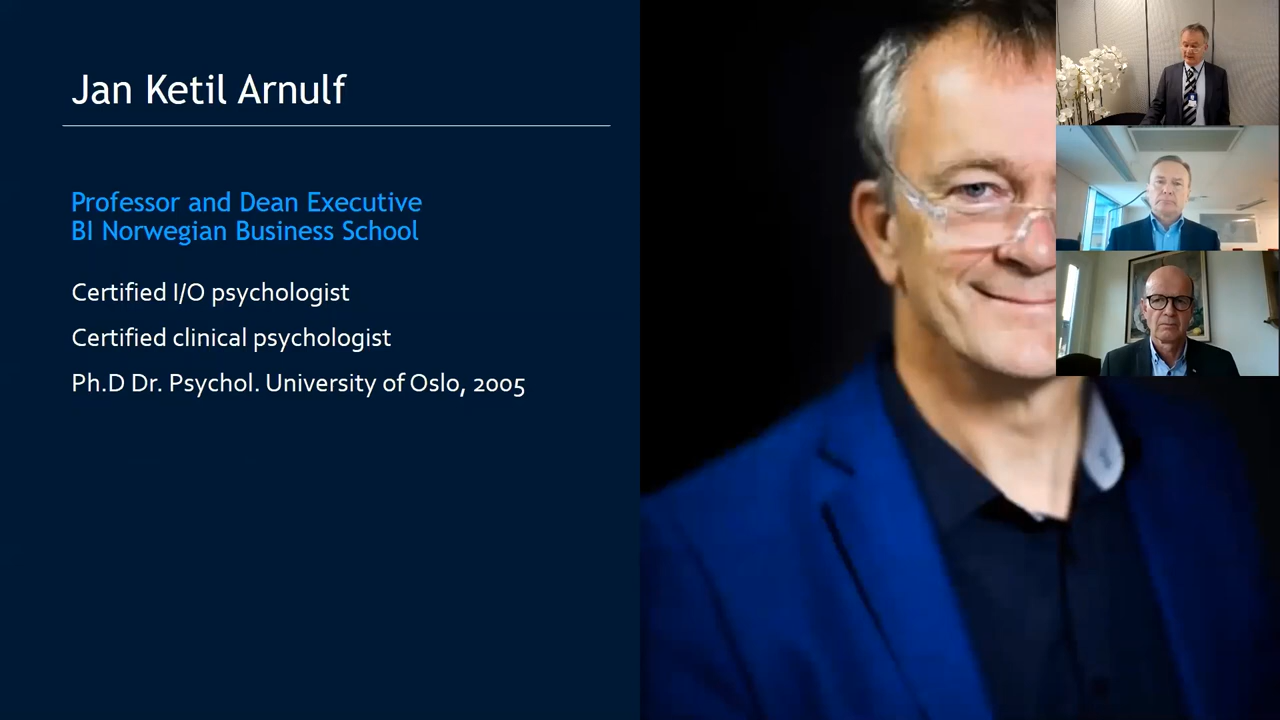 Jan Ketil Arnulf
Professor and Dean Executive
BI Norwegian Business School
Certified I/O psychologist
Certified clinical psychologist
Ph.D Dr. Psychol. University of Oslo, 2005